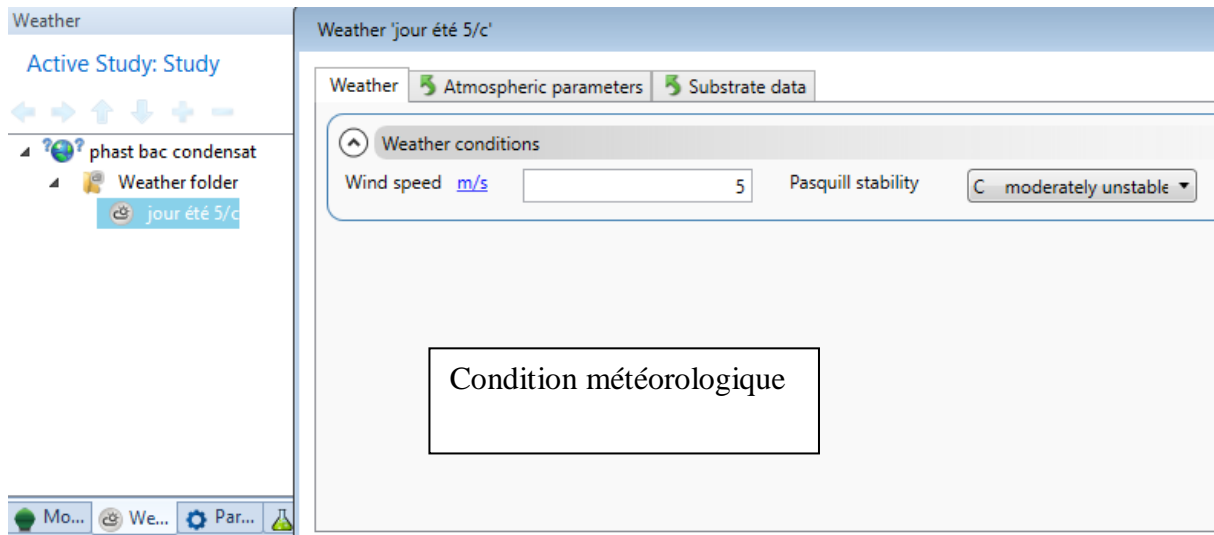 Weather
Active Study: Study
phast bac condensat
Weather folder
jour été 5/c
Mo... We... Par...
Weather 'jour été 5/c'
Weather Atmospheric parameters Substrate data
Weather conditions
Wind speed m/s 5 Pasquill stability C moderately unstable
Condition météorologique